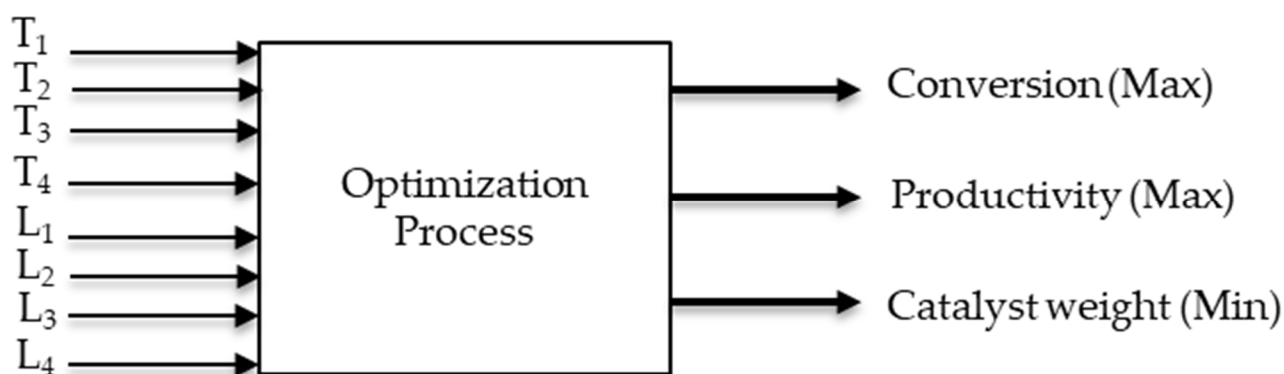 T₁
T₂
T₃
T₄
L₁
L₂
L₃
L₄
Optimization
Process
Conversion (Max)
Productivity (Max)
Catalyst weight (Min)